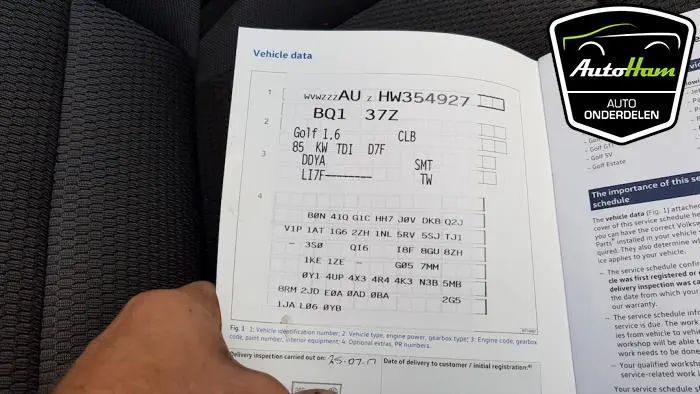 Vehicle data
1 WVWZZZAU Z HW354927
2 BQ1 37Z
Golf 1.6 CLB
85 KW TDI D7F
3 DDYA SMT
LI7F-------- TW
4
B0N 41Q G1C HH7 J0V DK8 Q2J
V1P 1AT 1G6 2ZH 1NL 5RV 5SJ TJ1
– 3S0 QI6 I8F 8GU 8ZH
1KE 1ZE – G05 7MM
0Y1 4UP 4X3 4R4 4K3 N3B 5MB
8RM 2JD E0A 0AD 0BA 2G5
1JA L06 0YB
Fig. 1 1: Vehicle identification number; 2: Vehicle type, engine power, gearbox type; 3: Engine code, gearbox
code, paint number, interior equipment; 4: Optional extras, PR numbers.
Delivery inspection carried out on: 25-07-17
Date of delivery to customer / initial registration:
AutoHam
AUTO
ONDERDELEN
- Golf GTI
- Golf SV
- Golf Estate
The importance of this se
schedule
The vehicle data (Fig. 1) attache
cover of this service schedule he
you can have the correct Volksw
Parts installed in your vehicle
quired. They also determine w
ice applies to your vehicle.
— The service schedule confi
cle was first registered or
delivery inspection was ca
the date from which your
our warranty.
— The service schedule info
service is due. The work
ies from vehicle to vehi
workshop will be able t
work needs to be done
— Your qualified worksh
service-related work i
Your service schedule s